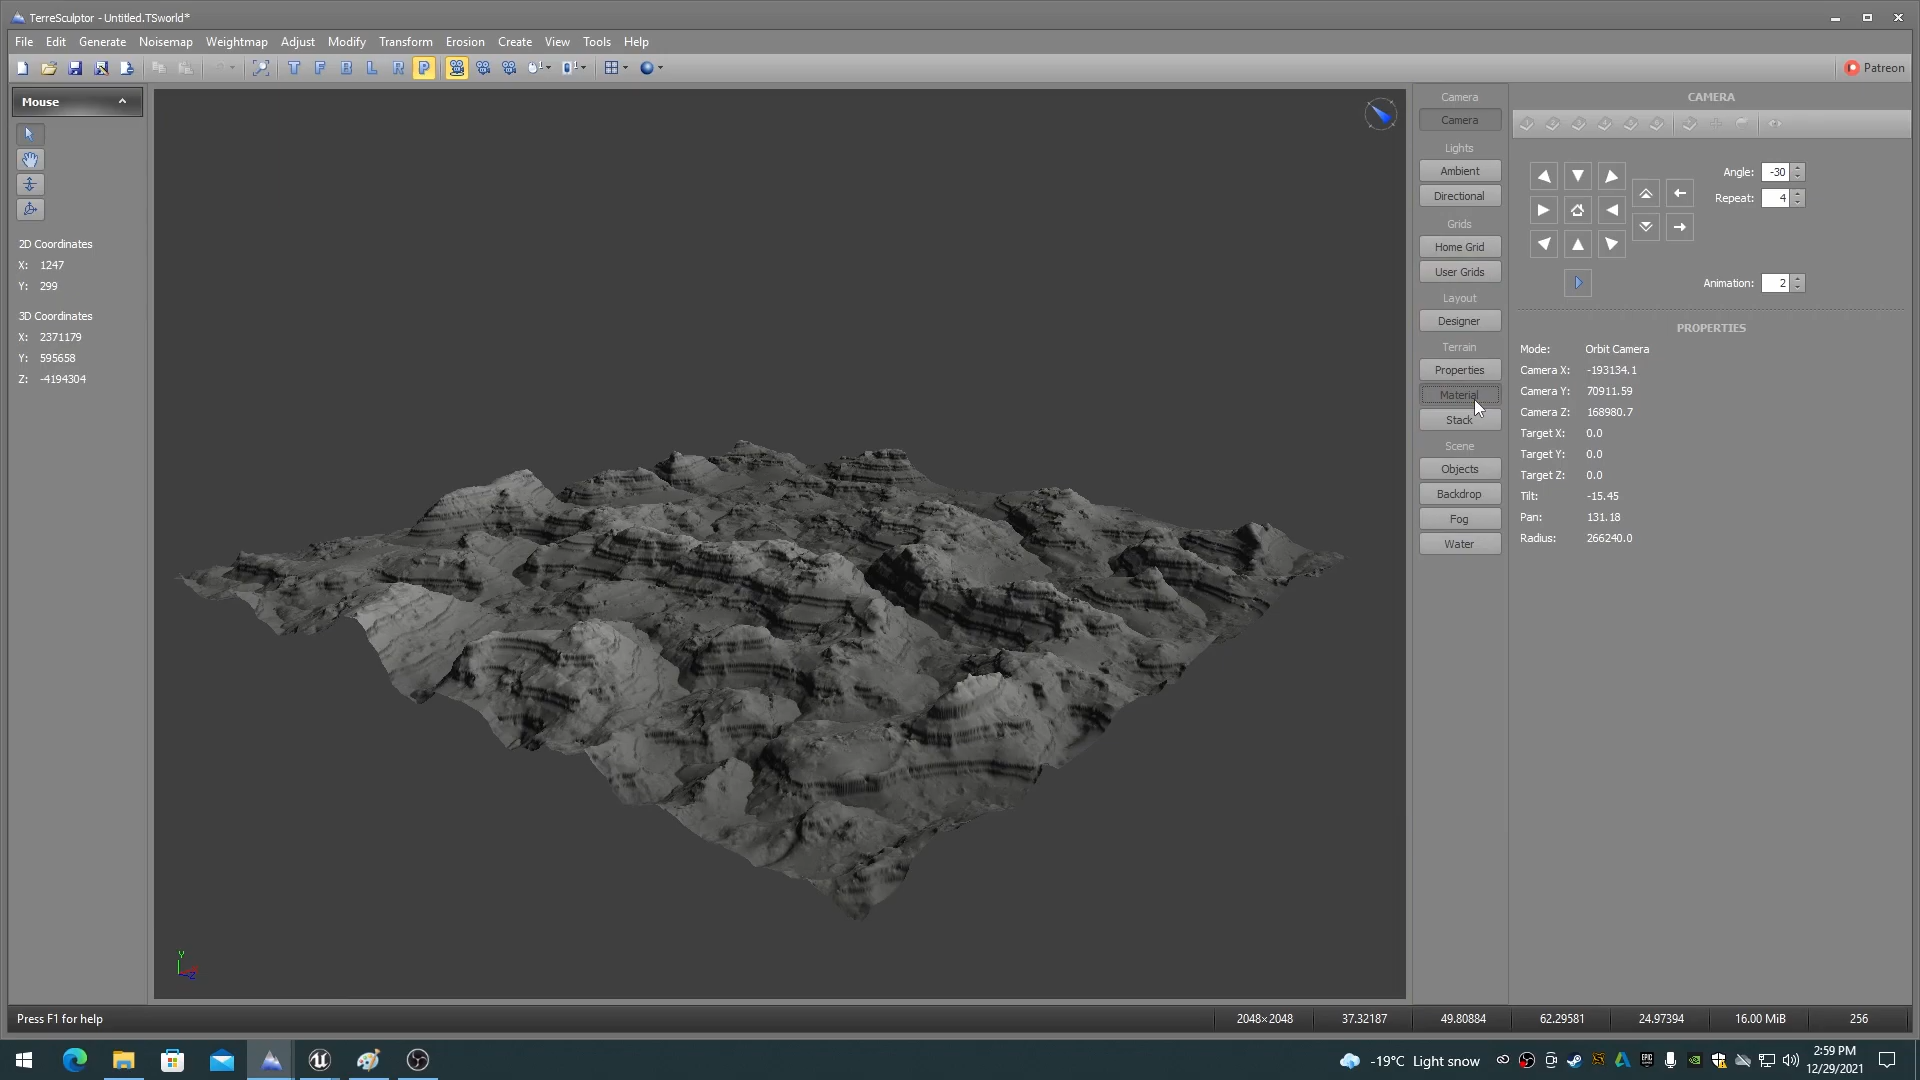 TerreSculptor - Untitled.TSworld*
File Edit Generate Noisemap Weightmap Adjust Modify Transform Erosion Create View Tools Help
T F B L R P 1 1
Patreon
Mouse
2D Coordinates
X: 1247
Y: 299
3D Coordinates
X: 2371179
Y: 595658
Z: -4194304
Y
Z
Camera
Camera
Lights
Ambient
Directional
Grids
Home Grid
User Grids
Layout
Designer
Terrain
Properties
Material
Stack
Scene
Objects
Backdrop
Fog
Water
CAMERA
Angle: -30
Repeat: 4
Animation: 2
PROPERTIES
Mode: Orbit Camera
Camera X: -193134.1
Camera Y: 70911.59
Camera Z: 168980.7
Target X: 0.0
Target Y: 0.0
Target Z: 0.0
Tilt: -15.45
Pan: 131.18
Radius: 266240.0
Press F1 for help
2048×2048 37.32187 49.80884 62.29581 24.97394 16.00 MiB 256
-19°C Light snow
2:59 PM
12/29/2021